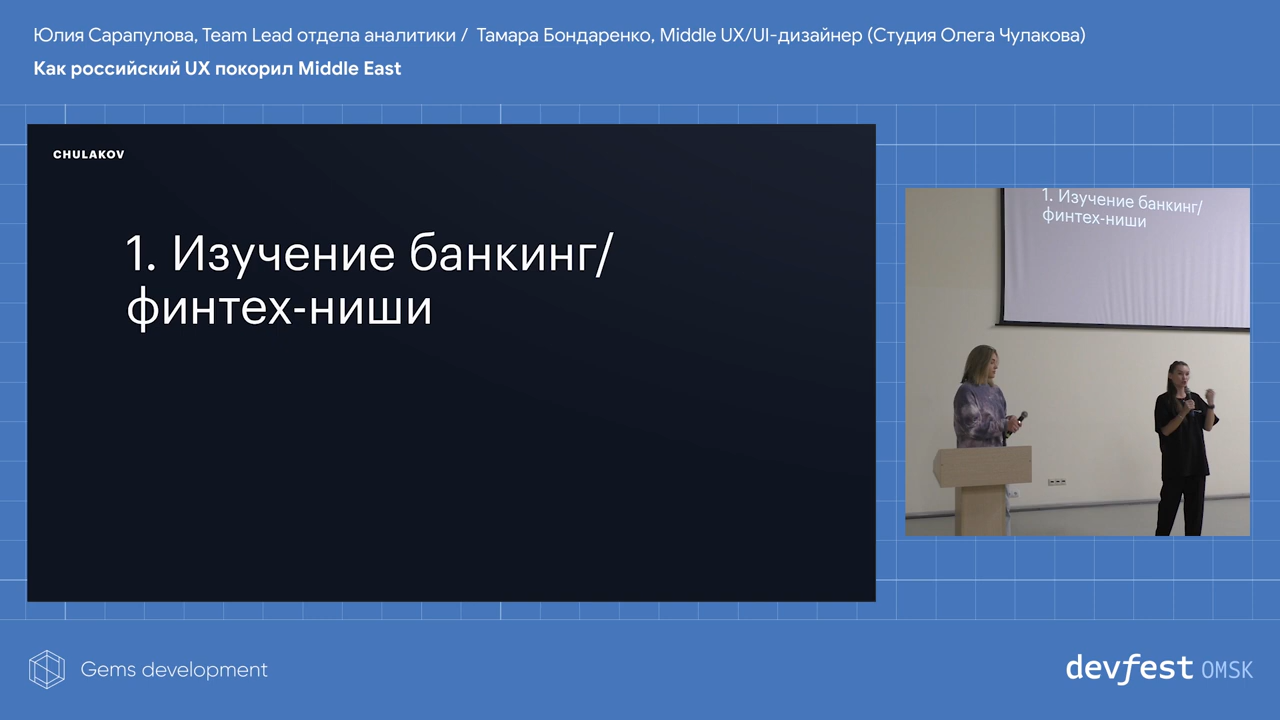 Юлия Сарапулова, Team Lead отдела аналитики / Тамара Бондаренко, Middle UX/UI-дизайнер (Студия Олега Чулакова)
Как российский UX покорил Middle East
CHULAKOV
1. Изучение банкинг/
финтех-ниши
1. Изучение банкинг/
финтех-ниши
Gems development
devfest OMSK